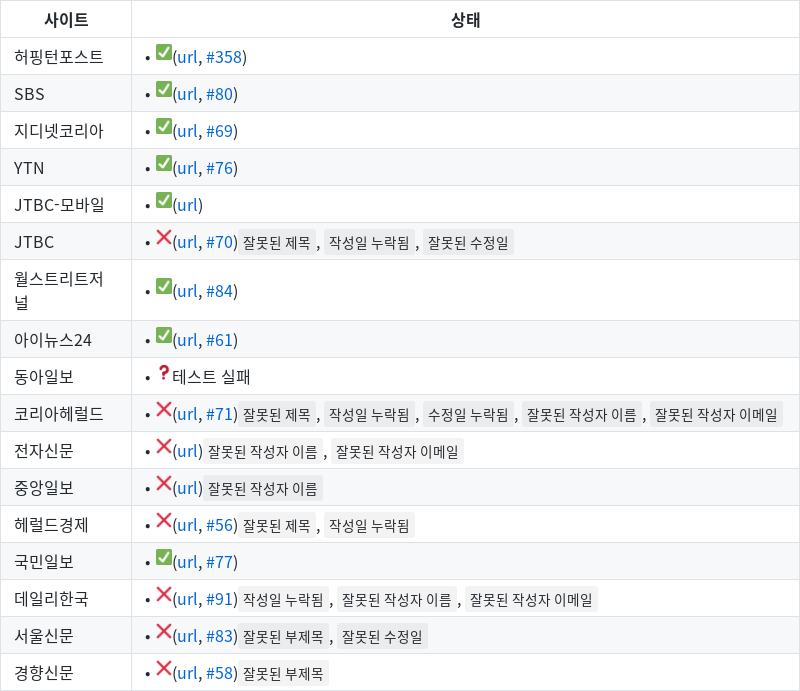 사이트 상태
허핑턴포스트 • ✅(url, #358)
SBS • ✅(url, #80)
지디넷코리아 • ✅(url, #69)
YTN • ✅(url, #76)
JTBC-모바일 • ✅(url)
JTBC • ❌(url, #70) 잘못된 제목 , 작성일 누락됨 , 잘못된 수정일
월스트리트저
널 • ✅(url, #84)
아이뉴스24 • ✅(url, #61)
동아일보 • ❓테스트 실패
코리아헤럴드 • ❌(url, #71) 잘못된 제목 , 작성일 누락됨 , 수정일 누락됨 , 잘못된 작성자 이름 , 잘못된 작성자 이메일
전자신문 • ❌(url) 잘못된 작성자 이름 , 잘못된 작성자 이메일
중앙일보 • ❌(url) 잘못된 작성자 이름
헤럴드경제 • ❌(url, #56) 잘못된 제목 , 작성일 누락됨
국민일보 • ✅(url, #77)
데일리한국 • ❌(url, #91) 작성일 누락됨 , 잘못된 작성자 이름 , 잘못된 작성자 이메일
서울신문 • ❌(url, #83) 잘못된 부제목 , 잘못된 수정일
경향신문 • ❌(url, #58) 잘못된 부제목